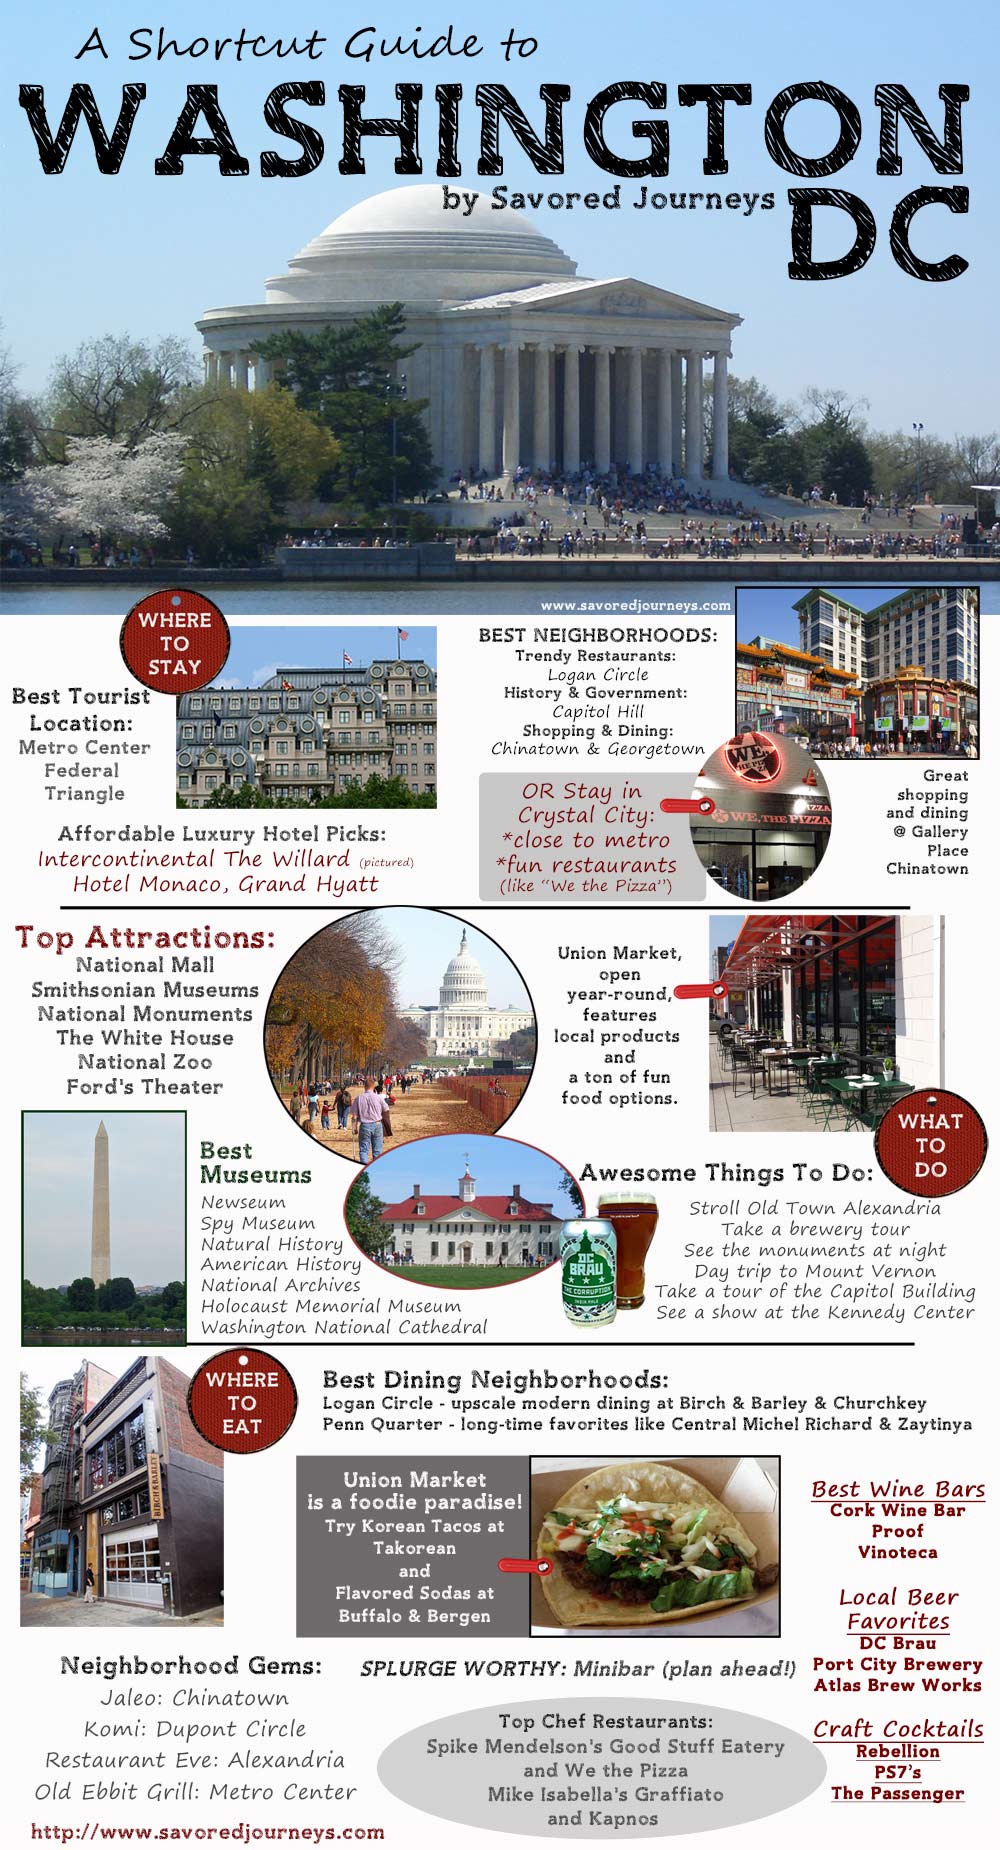 A Shortcut Guide to
WASHINGTON
by Savored Journeys
DC
www.savoredjourneys.com
WHERE
TO
STAY
Best Tourist
Location:
Metro Center
Federal
Triangle
Affordable Luxury Hotel Picks:
Intercontinental The Willard (pictured)
Hotel Monaco, Grand Hyatt
BEST NEIGHBORHOODS:
Trendy Restaurants:
Logan Circle
History & Government:
Capitol Hill
Shopping & Dining:
Chinatown & Georgetown
OR Stay in
Crystal City:
*close to metro
*fun restaurants
(like "We the Pizza")
WE,
THE PIZZA
WE, THE PIZZA
Great
shopping
and dining
@ Gallery
Place
Chinatown
Top Attractions:
National Mall
Smithsonian Museums
National Monuments
The White House
National Zoo
Ford's Theater
Union Market,
open
year-round,
features
local products
and
a ton of fun
food options.
WHAT
TO
DO
Best
Museums
Newseum
Spy Museum
Natural History
American History
National Archives
Holocaust Memorial Museum
Washington National Cathedral
Awesome Things To Do:
Stroll Old Town Alexandria
Take a brewery tour
See the monuments at night
Day trip to Mount Vernon
Take a tour of the Capitol Building
See a show at the Kennedy Center
DC
BRAU
THE CORRUPTION
INDIA PALE
WHERE
TO
EAT
BIRCH & BARLEY
Best Dining Neighborhoods:
Logan Circle - upscale modern dining at Birch & Barley & Churchkey
Penn Quarter - long-time favorites like Central Michel Richard & Zaytinya
Union Market
is a foodie paradise!
Try Korean Tacos at
Takorean
and
Flavored Sodas at
Buffalo & Bergen
Best Wine Bars
Cork Wine Bar
Proof
Vinoteca
Local Beer
Favorites
DC Brau
Port City Brewery
Atlas Brew Works
Craft Cocktails
Rebellion
PS7's
The Passenger
Neighborhood Gems:
Jaleo: Chinatown
Komi: Dupont Circle
Restaurant Eve: Alexandria
Old Ebbit Grill: Metro Center
SPLURGE WORTHY: Minibar (plan ahead!)
Top Chef Restaurants:
Spike Mendelson's Good Stuff Eatery
and We the Pizza
Mike Isabella's Graffiato
and Kapnos
http://www.savoredjourneys.com